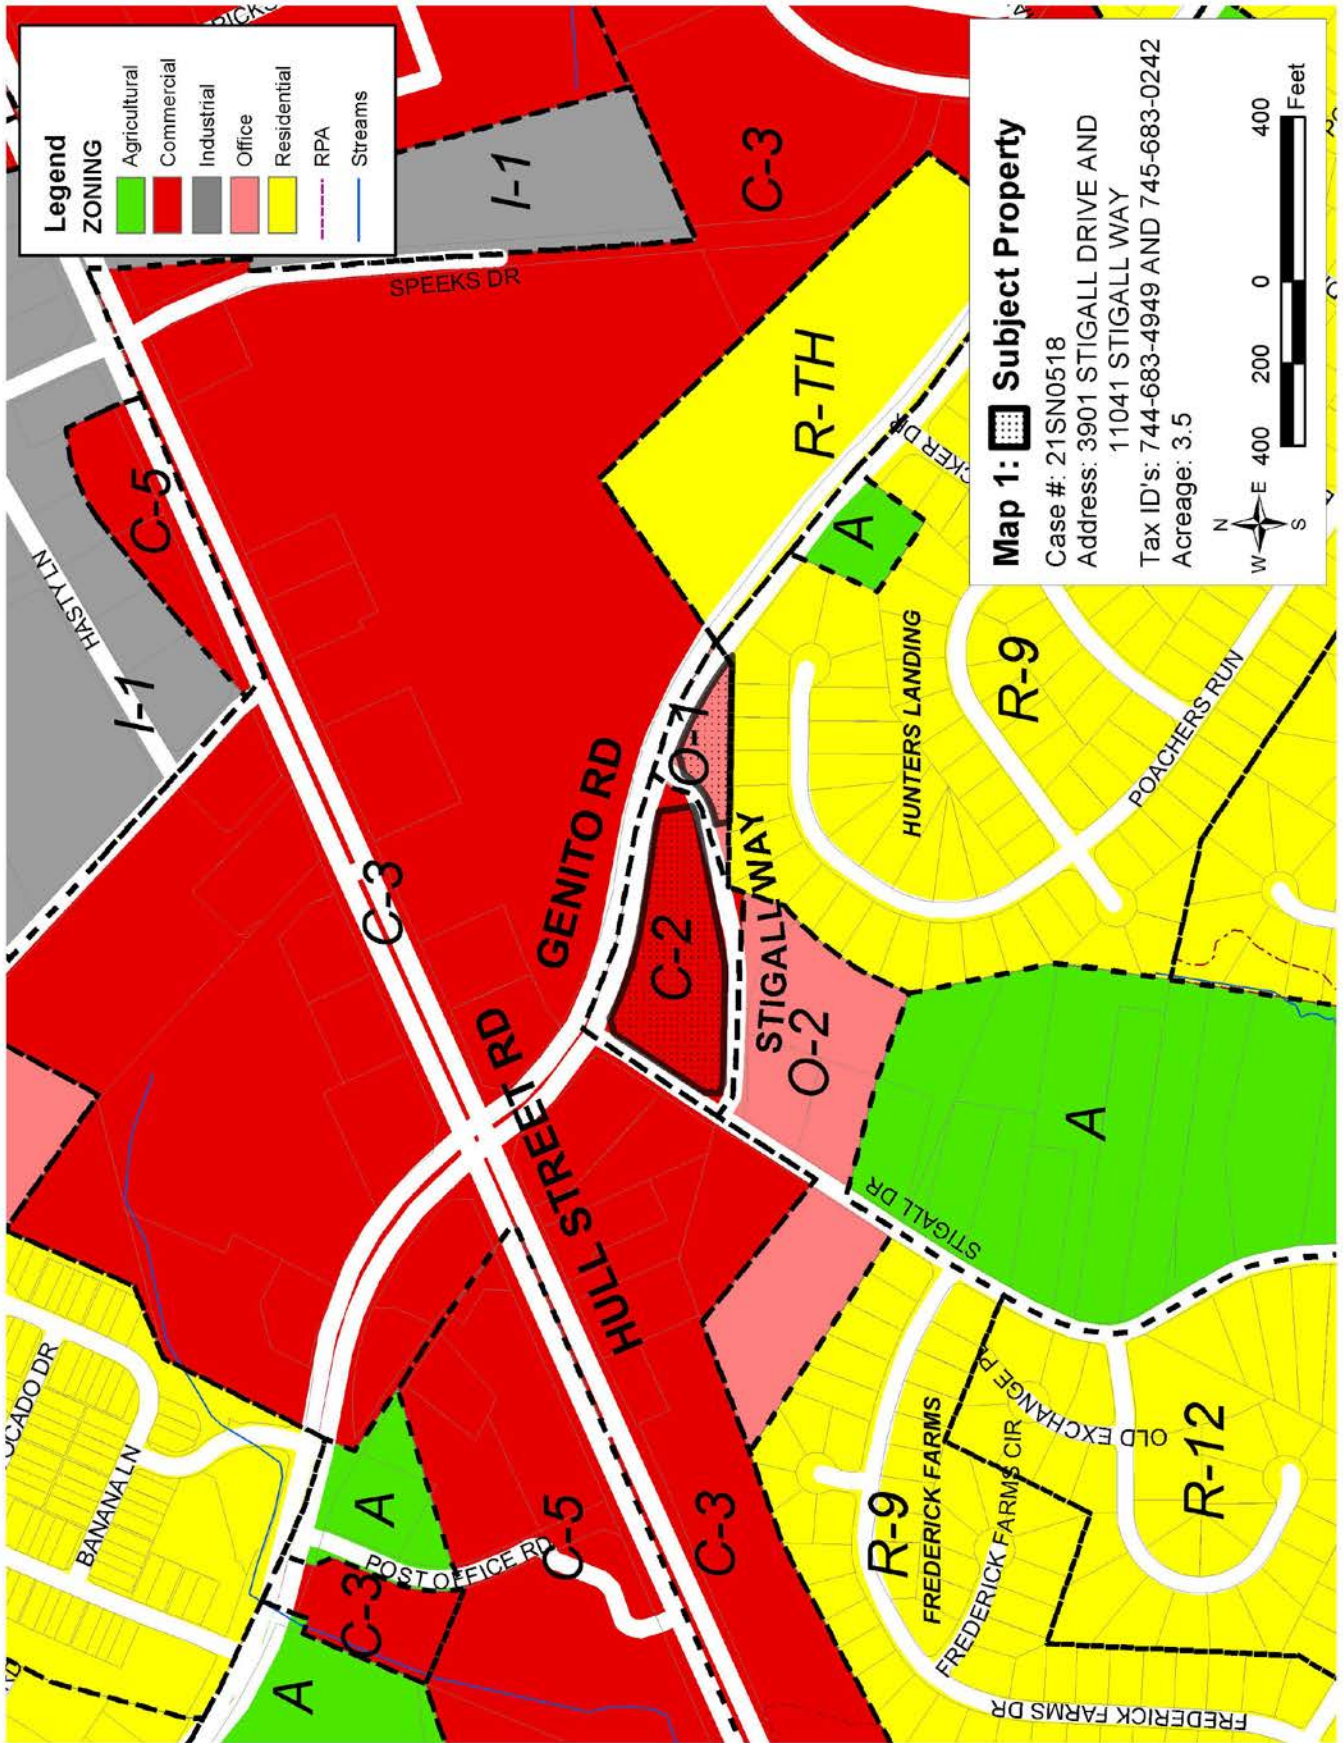 Legend
ZONING
Agricultural
Commercial
Industrial
Office
Residential
RPA
Streams
OCADO DR
BANANA LN
A
C-3
A
POST OFFICE RD
C-5
C-3
HULL STREET RD
C-3
I-1
HASTY LN
C-5
SPEEKS DR
I-1
C-3
GENITO RD
R-TH
C-2
O-1
STIGALL WAY
O-2
STIGALL DR
A
A
CKER DR
HUNTERS LANDING
R-9
POACHERS RUN
R-9
FREDERICK FARMS
FREDERICK FARMS CIR
FREDERICK FARMS DR
OLD EXCHANGE PL
R-12
Map 1: Subject Property
Case #: 21SN0518
Address: 3901 STIGALL DRIVE AND
11041 STIGALL WAY
Tax ID's: 744-683-4949 AND 745-683-0242
Acreage: 3.5
N
W E
S
400 200 0 400
Feet